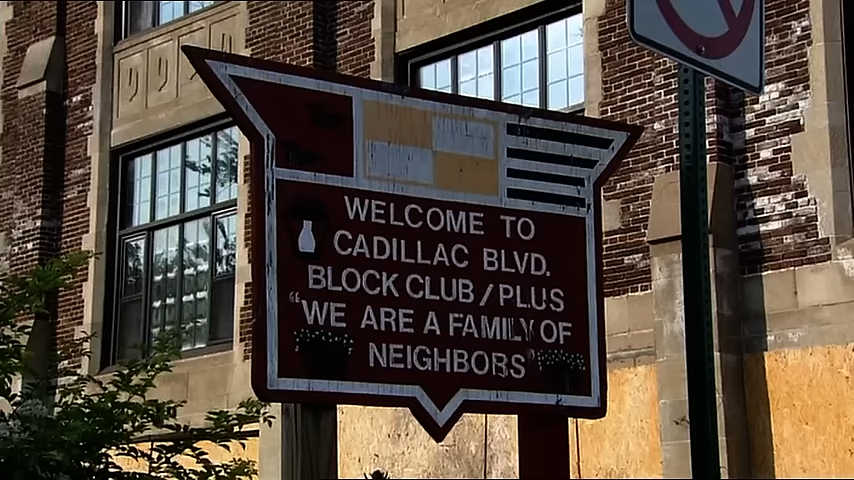 WELCOME TO
CADILLAC BLVD.
BLOCK CLUB/PLUS
"WE ARE A FAMILY OF
NEIGHBORS"